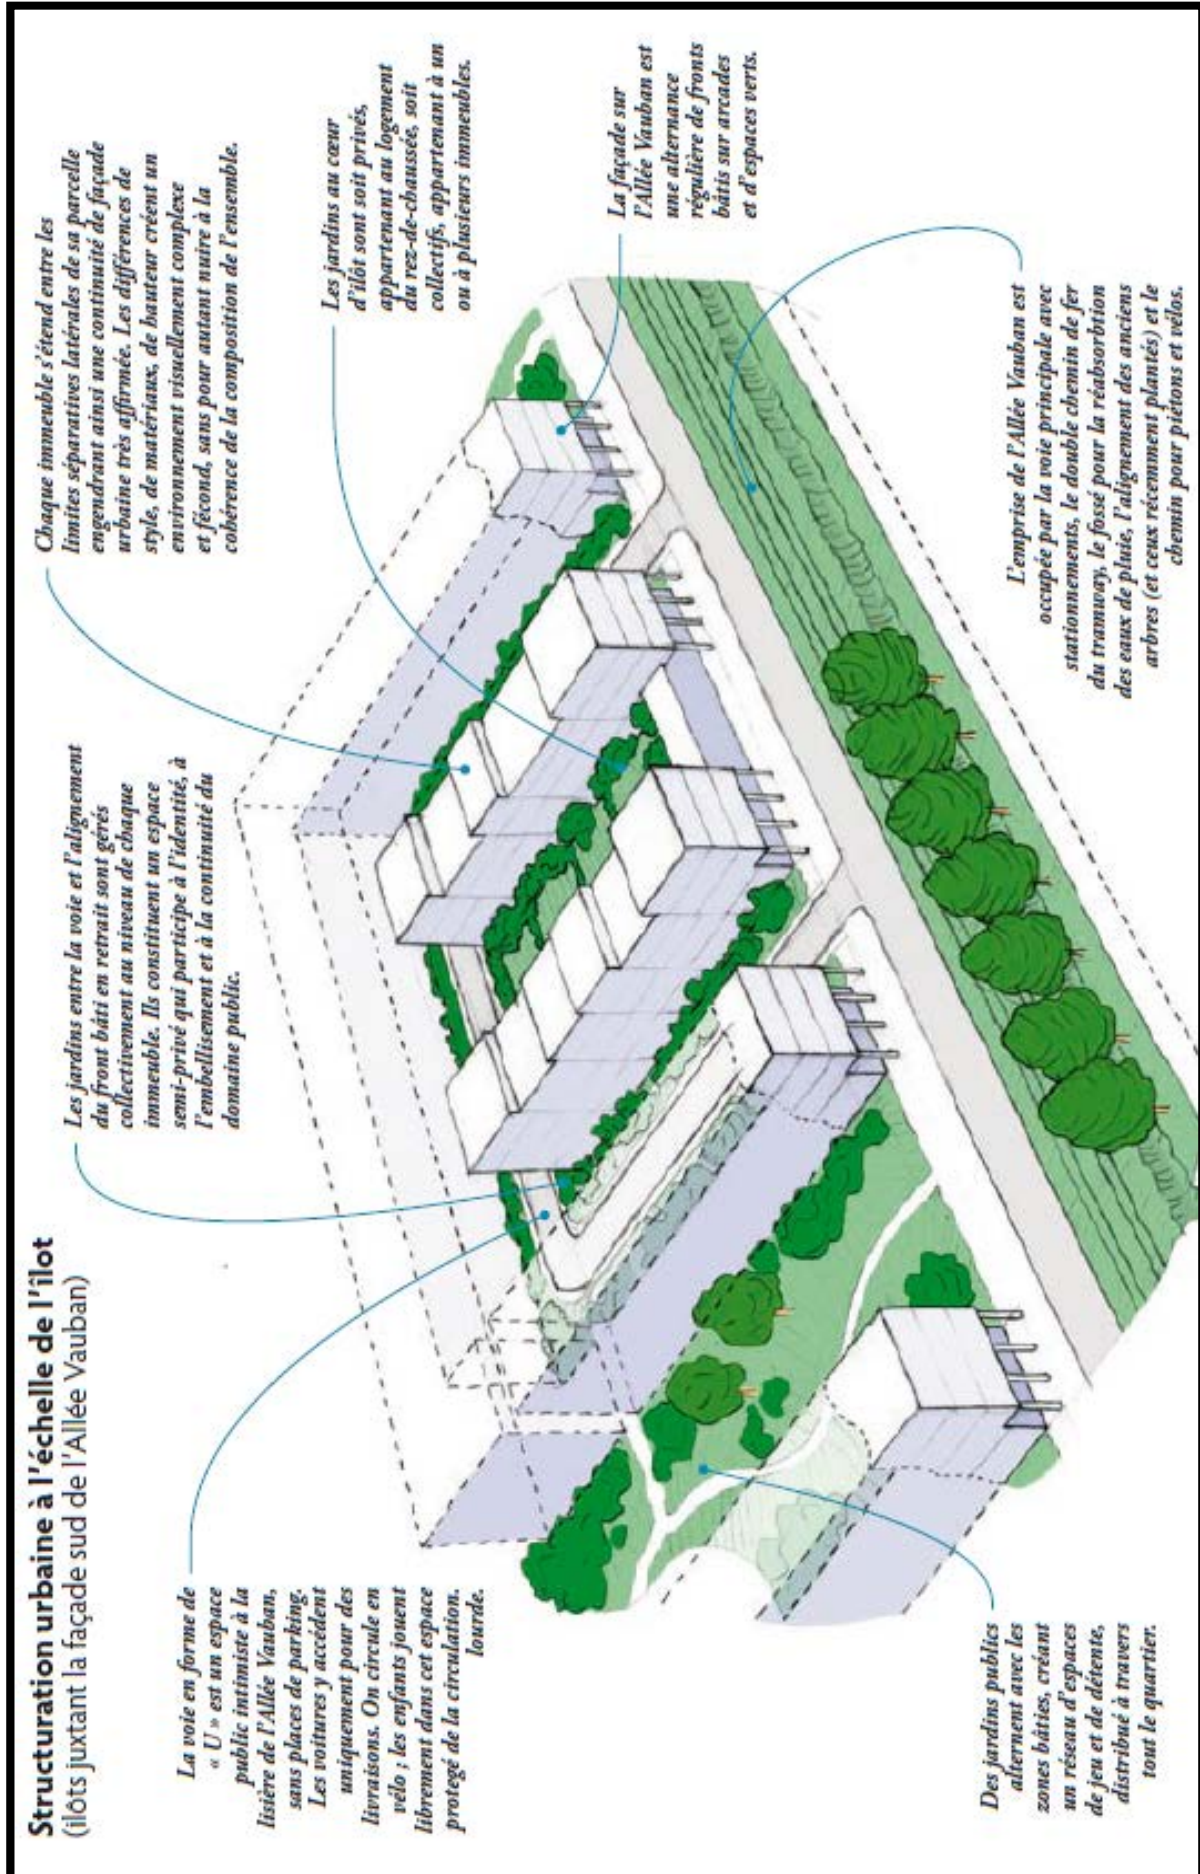 Structuration urbaine à l'échelle de l'îlot
(îlots juxtant la façade sud de l'Allée Vauban)
La voie en forme de
« U » est un espace
public intimiste à la
lisière de l'Allée Vauban,
sans places de parking.
Les voitures y accèdent
uniquement pour des
livraisons. On circule en
vélo ; les enfants jouent
librement dans cet espace
protegé de la circulation.
lourde.
Les jardins entre la voie et l'alignement
du front bâti en retrait sont gérés
collectivement au niveau de chaque
immeuble. Ils constituent un espace
semi-privé qui participe à l'identité, à
l'embellisement et à la continuité du
domaine public.
Chaque immeuble s'étend entre les
limites séparatives latérales de sa parcelle
engendrant ainsi une continuité de façade
urbaine très affirmée. Les différences de
style, de matériaux, de hauteur créent un
environnement visuellement complexe
et fécond, sans pour autant nuire à la
cohérence de la composition de l'ensemble.
Les jardins au cœur
d'ilôt sont soit privés,
appartenant au logement
du rez-de-chaussée, soit
collectifs, appartenant à un
ou à plusieurs immeubles.
La façade sur
l'Allée Vauban est
une alternance
régulière de fronts
bâtis sur arcades
et d'espaces verts.
L'emprise de l'Allée Vauban est
occupée par la voie principale avec
stationnements, le double chemin de fer
du tramway, le fossé pour la réabsorbtion
des eaux de pluie, l'alignement des anciens
arbres (et ceux récemment plantés) et le
chemin pour piétons et vélos.
Des jardins publics
alternent avec les
zones bâties, créant
un réseau d'espaces
de jeu et de détente,
distribué à travers
tout le quartier.